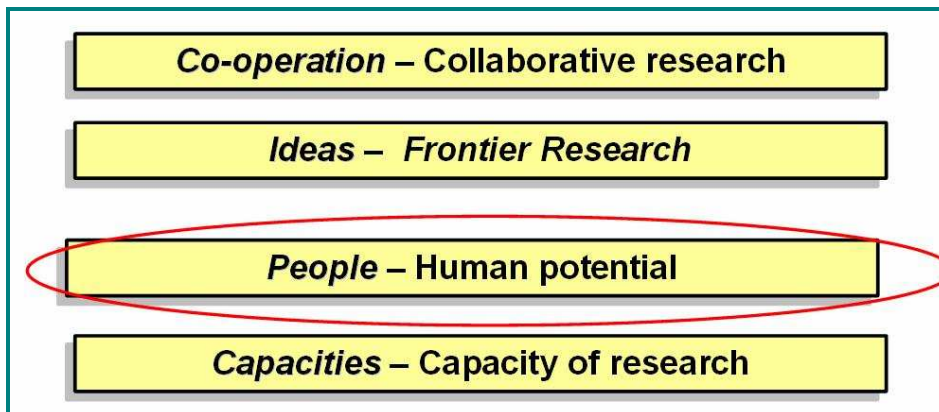 Co-operation – Collaborative research
Ideas – Frontier Research
People – Human potential
Capacities – Capacity of research